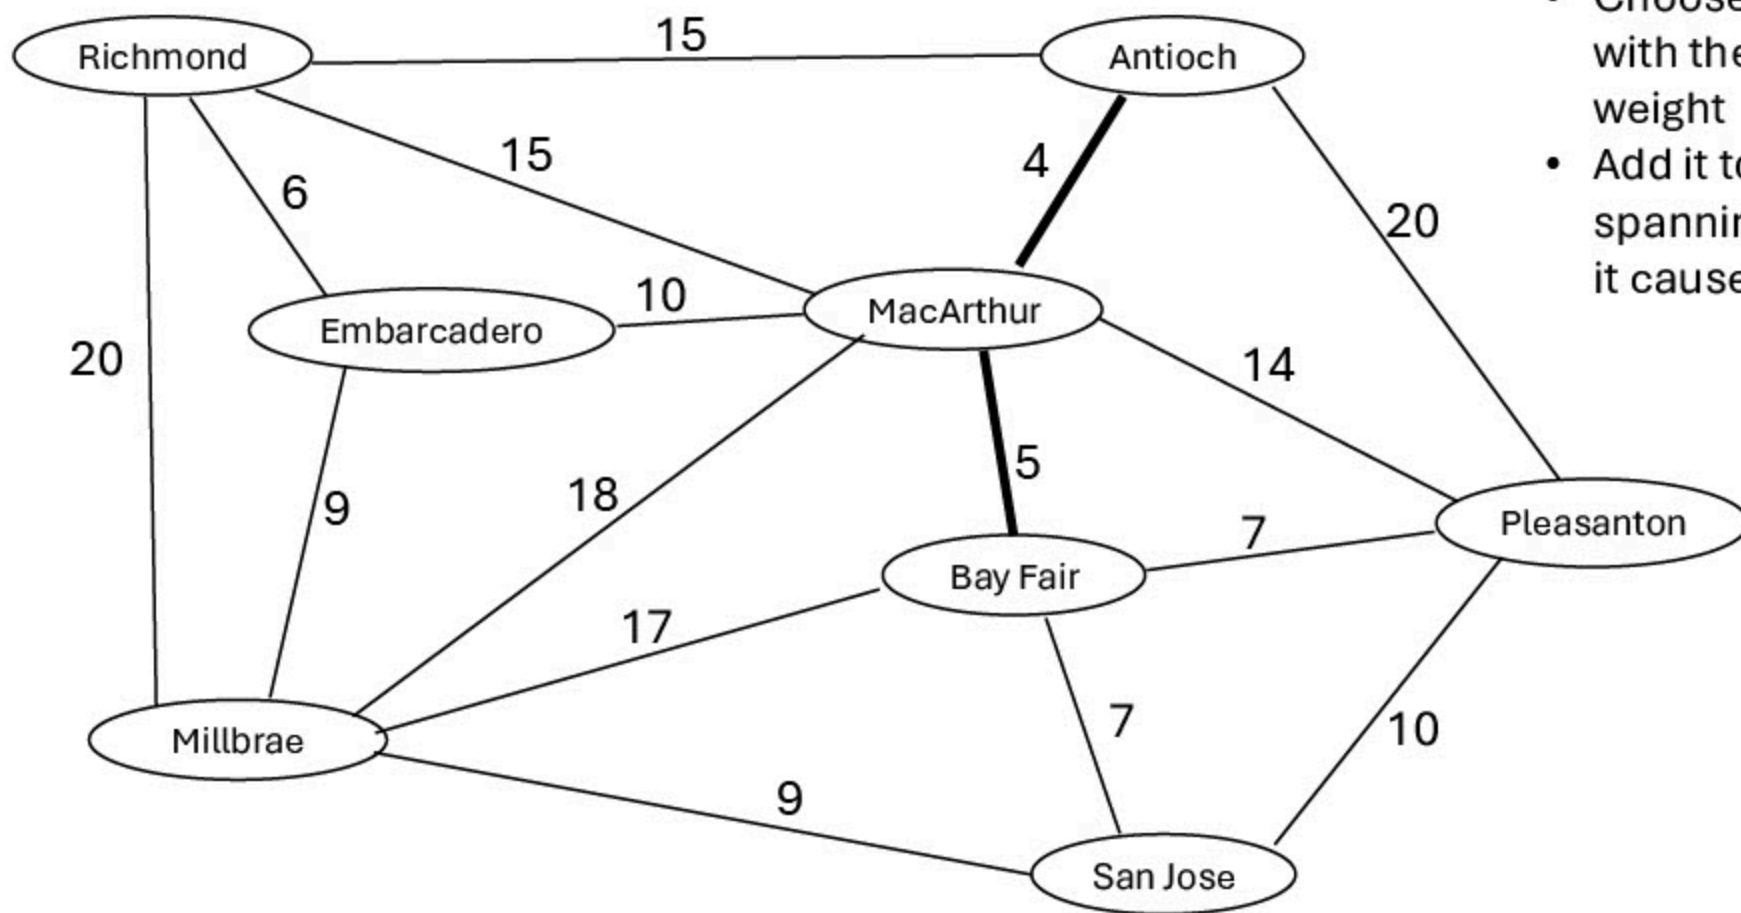 Richmond
15
Antioch
• Choose
with the
weight
• Add it to
spannin
it cause
15
4
6
20
10
MacArthur
Embarcadero
20
14
18
5
9
7
Pleasanton
Bay Fair
17
7
10
Millbrae
9
San Jose